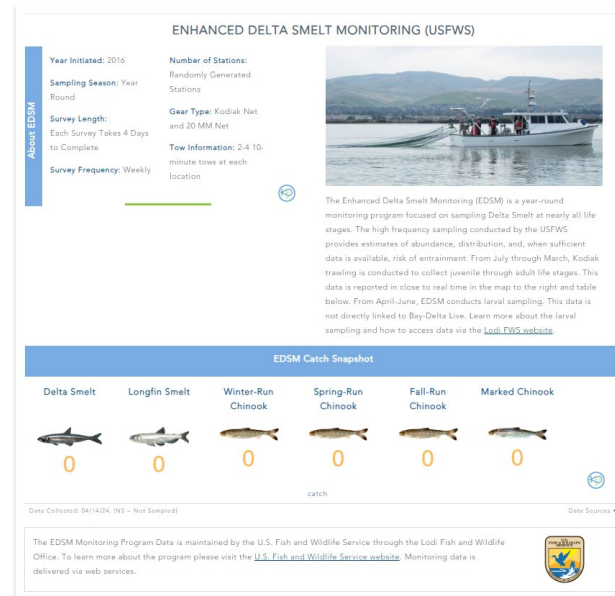 ENHANCED DELTA SMELT MONITORING (USFWS)
About EDSM
Year Initiated: 2016
Sampling Season: Year
Round
Survey Length:
Each Survey Takes 4 Days
to Complete
Survey Frequency: Weekly
Number of Stations:
Randomly Generated
Stations
Gear Type: Kodiak Net
and 20 MM Net
Tow Information: 2-4 10-
minute tows at each
location
The Enhanced Delta Smelt Monitoring (EDSM) is a year-round
monitoring program focused on sampling Delta Smelt at nearly all life
stages. The high frequency sampling conducted by the USFWS
provides estimates of abundance, distribution, and, when sufficient
data is available, risk of entrainment. From July through March, Kodiak
trawling is conducted to collect juvenile through adult life stages. This
data is reported in close to real time in the map to the right and table
below. From April-June, EDSM conducts larval sampling. This data is
not directly linked to Bay-Delta Live. Learn more about the larval
sampling and how to access data via the Lodi FWS website.
EDSM Catch Snapshot
Delta Smelt
Longfin Smelt
Winter-Run
Chinook
Spring-Run
Chinook
Fall-Run
Chinook
Marked Chinook
0
0
0
0
0
0
catch
Data Collected: 04/14/24, [NS – Not Sampled]
Data Sources
The EDSM Monitoring Program Data is maintained by the U.S. Fish and Wildlife Service through the Lodi Fish and Wildlife
Office. To learn more about the program please visit the U.S. Fish and Wildlife Service website. Monitoring data is
delivered via web services.
U.S.
FISH & WILDLIFE
SERVICE